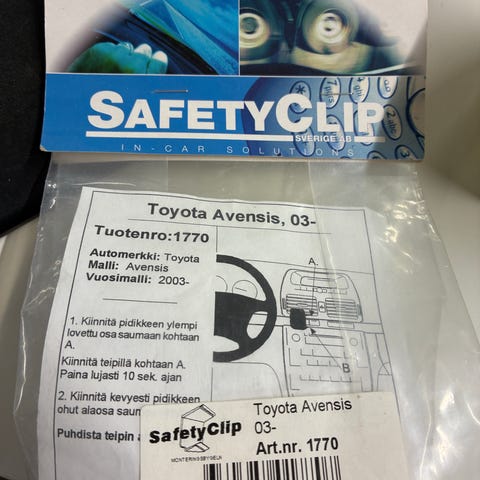 SAFETYCLIP
SVERIGE AB
IN-CAR SOLUTIONS
Toyota Avensis, 03-
Tuotenro:1770
Automerkki: Toyota
Malli: Avensis
Vuosimalli: 2003-
A.
B
1. Kiinnitä pidikkeen ylempi
lovettu osa saumaan kohtaan
A.
Kiinnitä teipillä kohtaan A.
Paina lujasti 10 sek. ajan
2. Kiinnitä kevyesti pidikkeen
ohut alaosa
Puhdista teipin
SafetyClip
MONTERINGSBYGELN
Toyota Avensis
03-
Art.nr. 1770